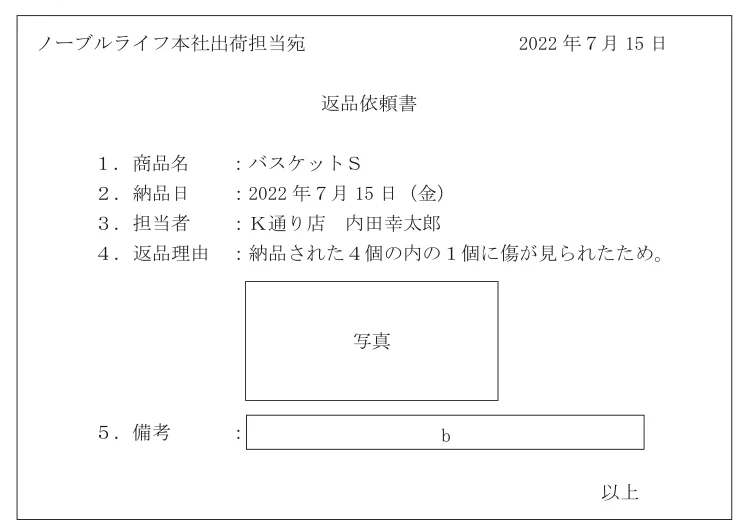 ノーブルライフ本社出荷担当宛 2022年7月15日
返品依頼書
1．商品名 ：バスケットS
2．納品日 ：2022年7月15日（金）
3．担当者 ：K通り店 内田幸太郎
4．返品理由 ：納品された4個の内の1個に傷が見られたため。
写真
5．備考 ： b
以上